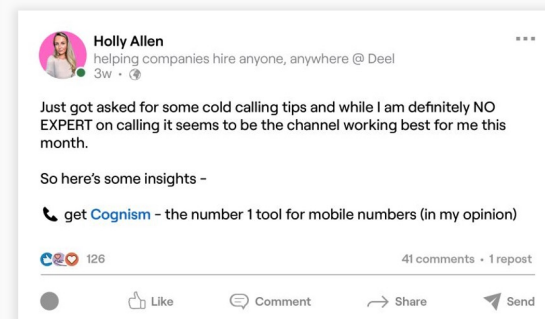 Holly Allen
helping companies hire anyone, anywhere @ Deel
3w •
Just got asked for some cold calling tips and while I am definitely NO
EXPERT on calling it seems to be the channel working best for me this
month.
So here's some insights –
get Cognism – the number 1 tool for mobile numbers (in my opinion)
126
41 comments • 1 repost
Like
Comment
Share
Send